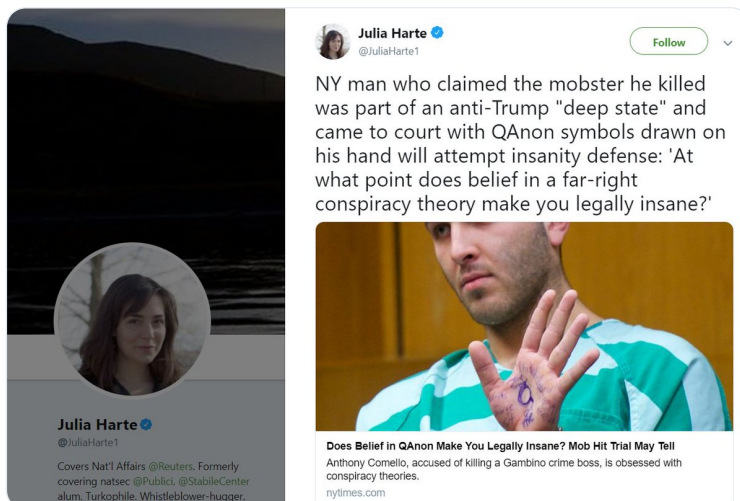 Julia Harte
@JuliaHarte1
Follow
NY man who claimed the mobster he killed
was part of an anti-Trump "deep state" and
came to court with QAnon symbols drawn on
his hand will attempt insanity defense: 'At
what point does belief in a far-right
conspiracy theory make you legally insane?'
Q
Does Belief in QAnon Make You Legally Insane? Mob Hit Trial May Tell
Anthony Comello, accused of killing a Gambino crime boss, is obsessed with
conspiracy theories.
nytimes.com
Julia Harte
@JuliaHarte1
Covers Nat'l Affairs @Reuters. Formerly
covering natsec @Publici, @StabileCenter
alum. Turkophile. Whistleblower-hugger.